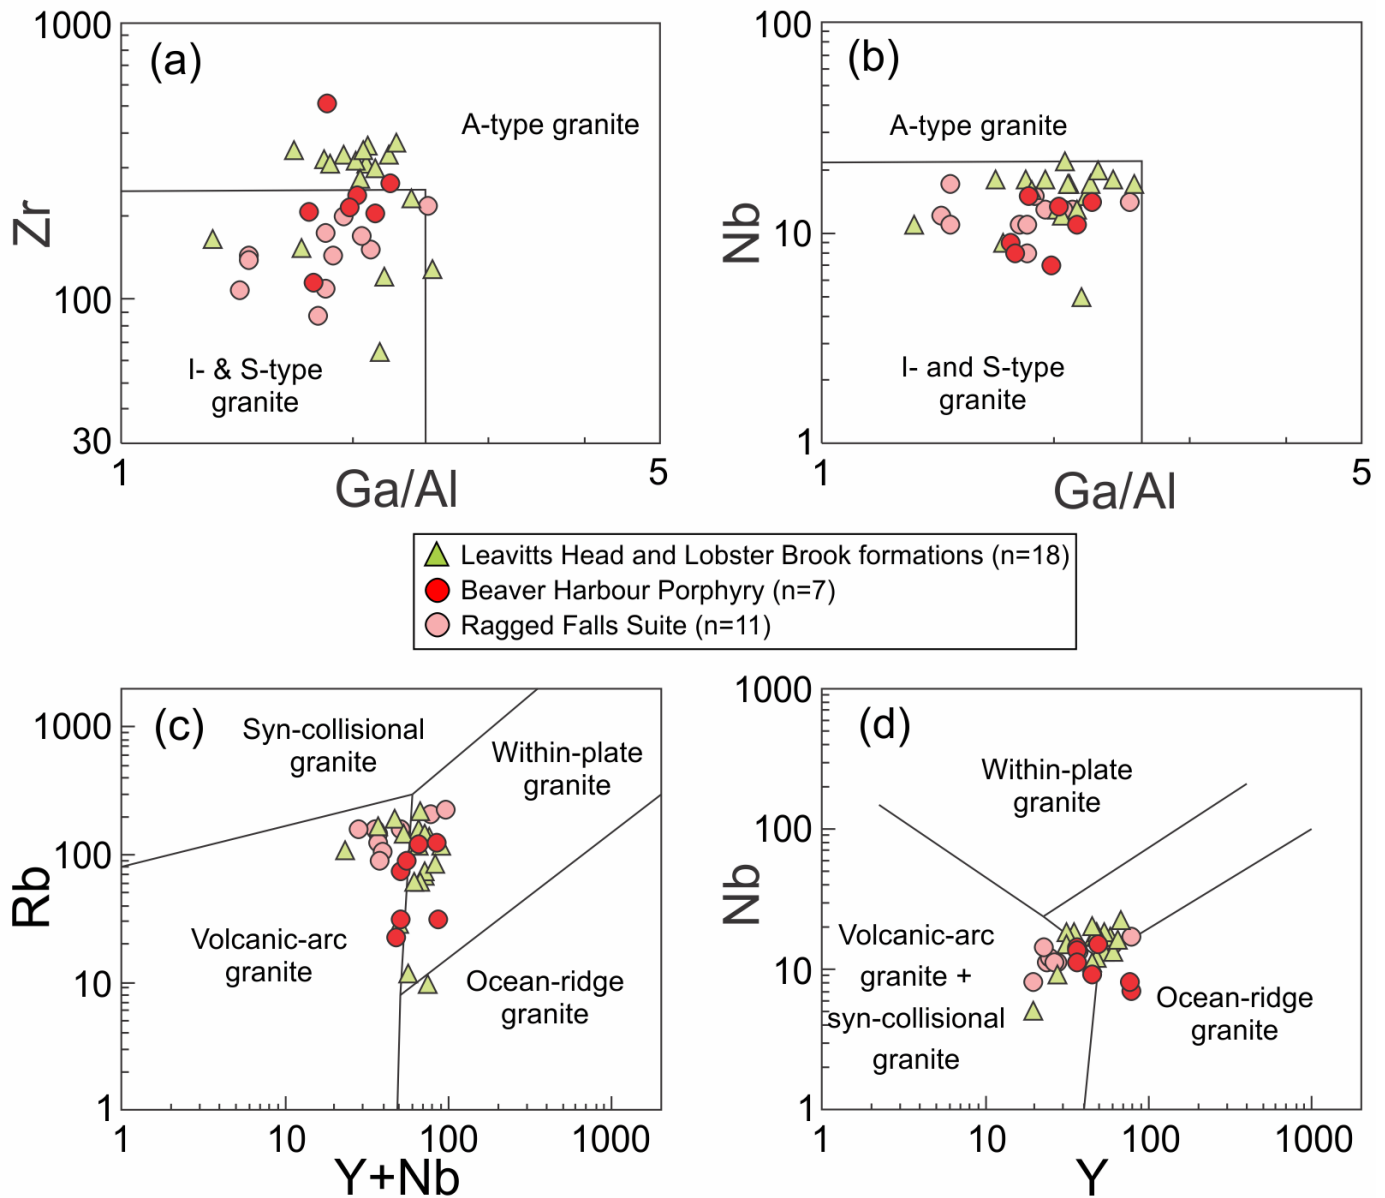 1000
(a)
A-type granite
Zr
100
I- & S-type
granite
30
1
5
Ga/Al
100
(b)
A-type granite
Nb
10
I- and S-type
granite
1
1
5
Ga/Al
Leavitts Head and Lobster Brook formations (n=18)
Beaver Harbour Porphyry (n=7)
Ragged Falls Suite (n=11)
1000
(c)
Syn-collisional
granite
Within-plate
granite
100
Rb
Volcanic-arc
granite
10
Ocean-ridge
granite
1
1
10
100
1000
Y+Nb
1000
(d)
Within-plate
granite
100
Nb
Volcanic-arc
granite +
syn-collisional
granite
10
Ocean-ridge
granite
1
1
10
100
1000
Y